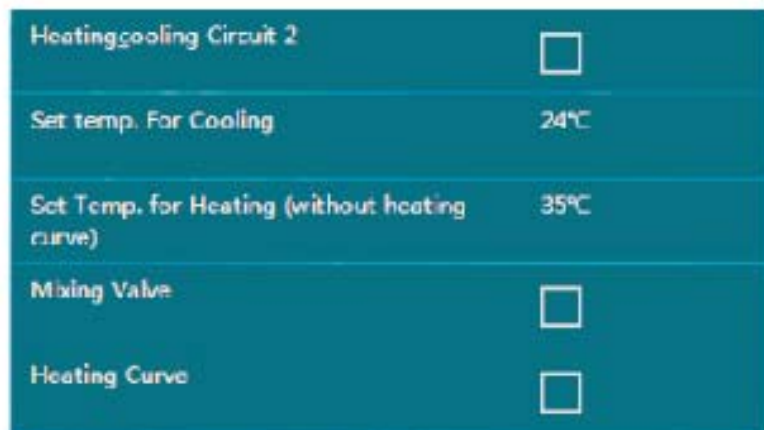 Heatingcooling Circuit 2
Set temp. For Cooling 24°C
Set Temp. for Heating (without heating 35°C
curve)
Mixing Valve
Heating Curve